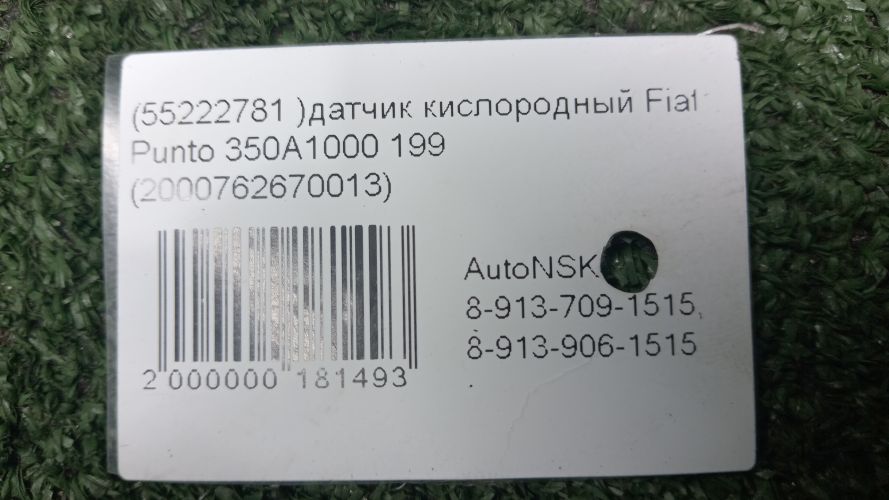 (55222781 )датчик кислородный Fiat
Punto 350A1000 199
(2000762670013)
AutoNSK
8-913-709-1515,
8-913-906-1515
.
2 000000 181493